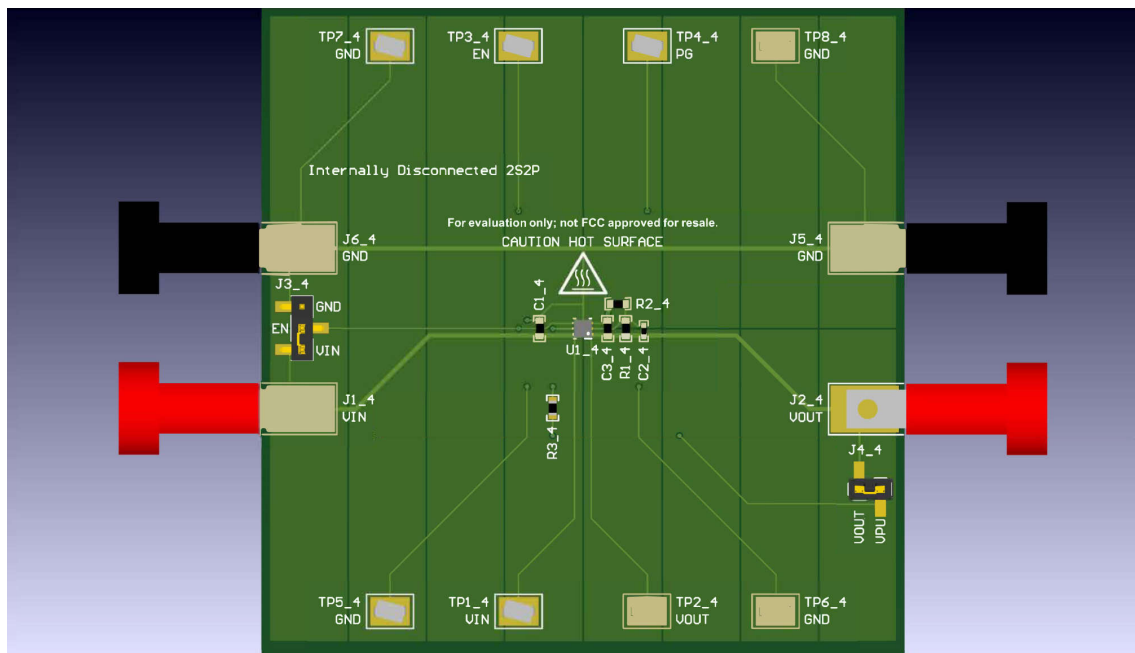 TP7_4
GND
TP3_4
EN
TP4_4
PG
TP8_4
GND
Internally Disconnected 2S2P
For evaluation only; not FCC approved for resale.
CAUTION HOT SURFACE
J6_4
GND
J5_4
GND
J3_4
GND
EN
VIN
C1_4
R2_4
U1_4
C3_4
R1_4
C2_4
J1_4
VIN
J2_4
VOUT
R3_4
J4_4
VOUT
VPU
TP5_4
GND
TP1_4
VIN
TP2_4
VOUT
TP6_4
GND